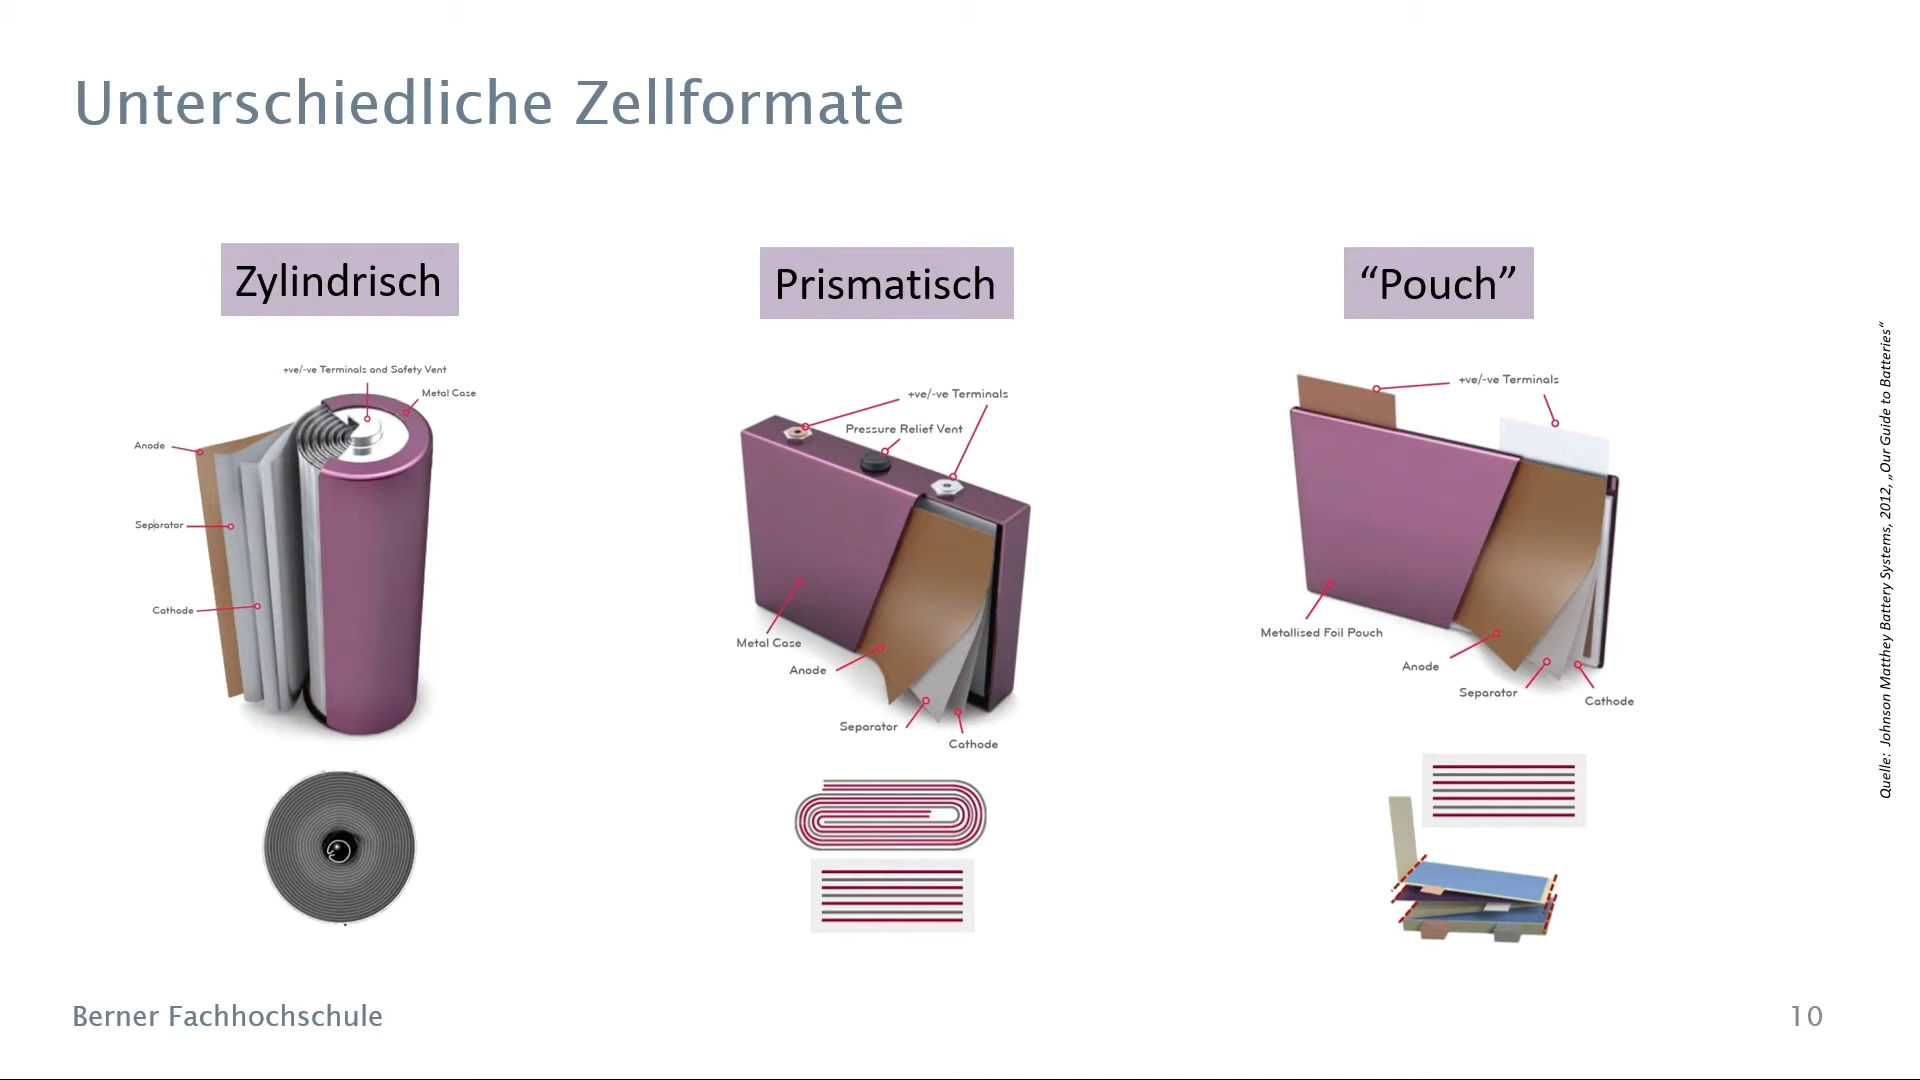 Unterschiedliche Zellformate
Zylindrisch
+ve/-ve Terminals and Safety Vent
Metal Case
Anode
Separator
Cathode
Prismatisch
+ve/-ve Terminals
Pressure Relief Vent
Metal Case
Anode
Separator
Cathode
“Pouch”
+ve/-ve Terminals
Metallised Foil Pouch
Anode
Separator
Cathode
Quelle: Johnson Matthey Battery Systems, 2012, „Our Guide to Batteries“
Berner Fachhochschule
10